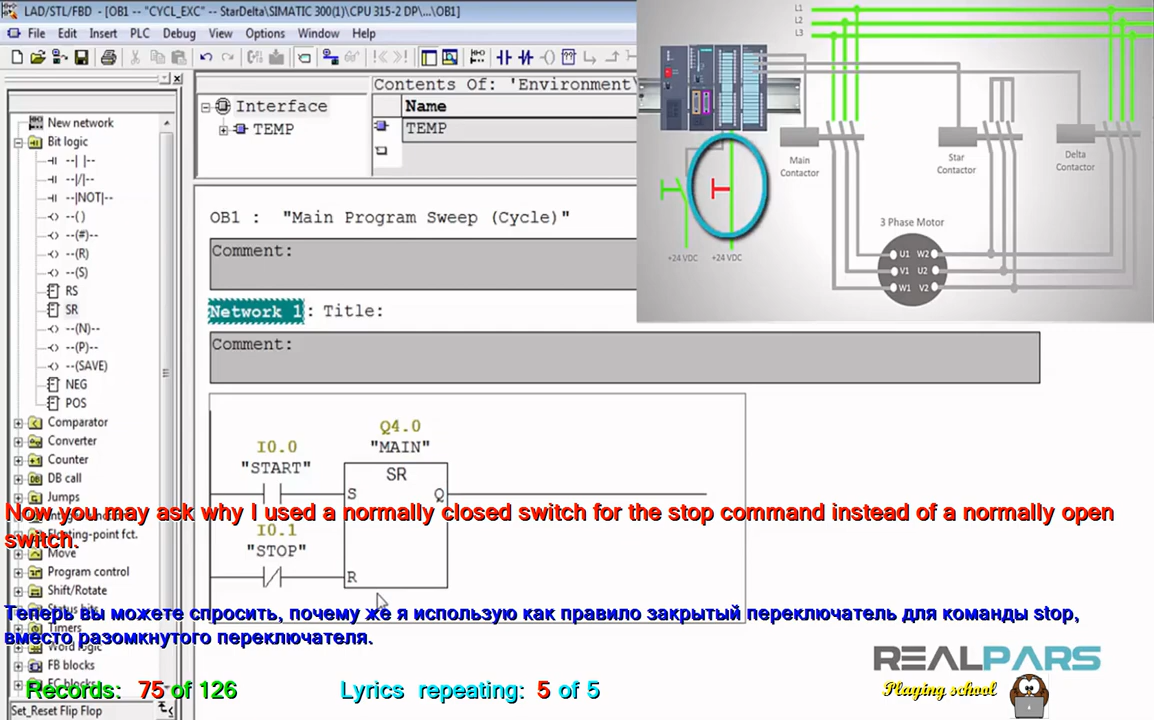 LAD/STL/FBD - [OB1 -- "CYCL_EXC" -- StarDelta\SIMATIC 300(1)\CPU 315-2 DP\...\OB1]
File Edit Insert PLC Debug View Options Window Help
New network
Bit logic
--| |--
--|/|--
--|NOT|--
--( )
--(#)--
--(R)
--(S)
RS
SR
--(N)--
--(P)--
--(SAVE)
NEG
POS
Comparator
Converter
Counter
DB call
Jumps
Floating-point fct.
Move
Program control
Shift/Rotate
Timers
FB blocks
Set_Reset Flip Flop
Interface
TEMP
Contents Of: 'Environment\
Name
TEMP
OB1 : "Main Program Sweep (Cycle)"
Comment:
Network 1: Title:
Comment:
Q4.0
"MAIN"
I0.0
"START"
SR
S
Q
I0.1
"STOP"
R
L1
L2
L3
Main
Contactor
Star
Contactor
Delta
Contactor
3 Phase Motor
U1 W2
V1 U2
W1 V2
+24 VDC +24 VDC
Now you may ask why I used a normally closed switch for the stop command instead of a normally open
switch.
Теперь вы можете спросить, почему же я использую как правило закрытый переключатель для команды stop,
вместо разомкнутого переключателя.
REALPARS
Playing school
Records: 75 of 126
Lyrics repeating: 5 of 5